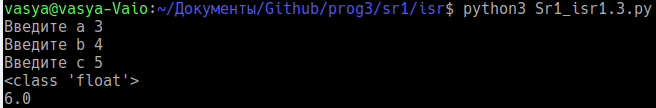 vasya@vasya-Vaio:~/Документы/Github/prog3/sr1/isr$ python3 Sr1_isr1.3.py
Введите a 3
Введите b 4
Введите c 5
<class 'float'>
6.0